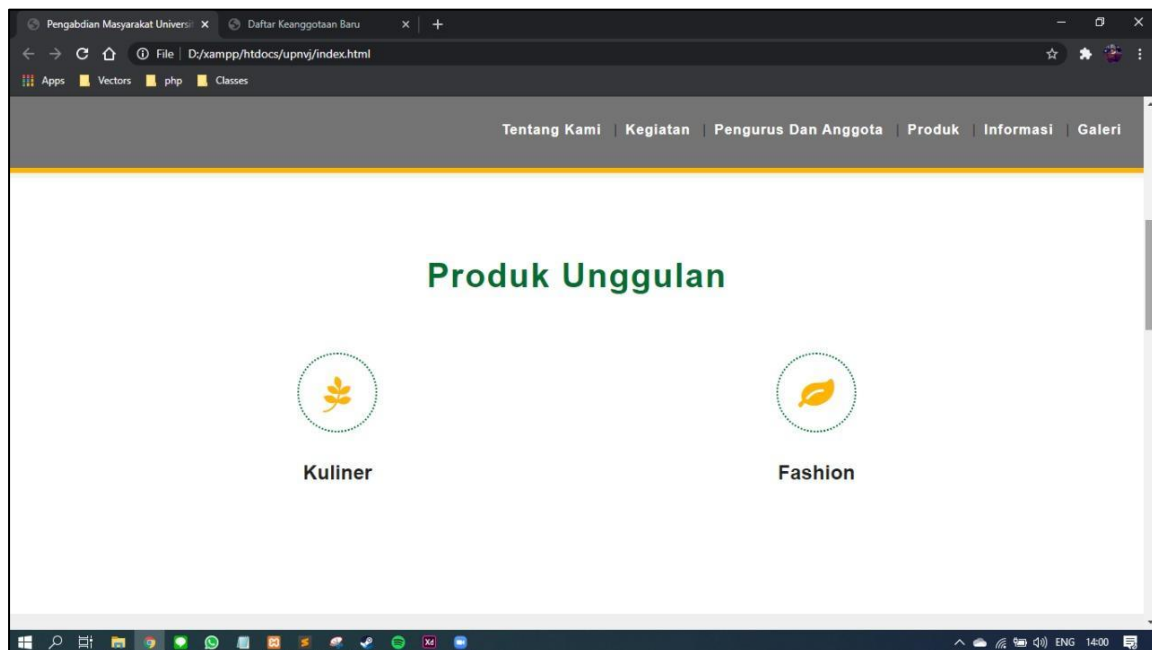 Pengabdian Masyarakat Universi
Daftar Keanggotaan Baru
File D:/xampp/htdocs/upnvj/index.html
Apps Vectors php Classes
Tentang Kami | Kegiatan | Pengurus Dan Anggota | Produk | Informasi | Galeri
Produk Unggulan
Kuliner Fashion
Xd
ENG 14:00